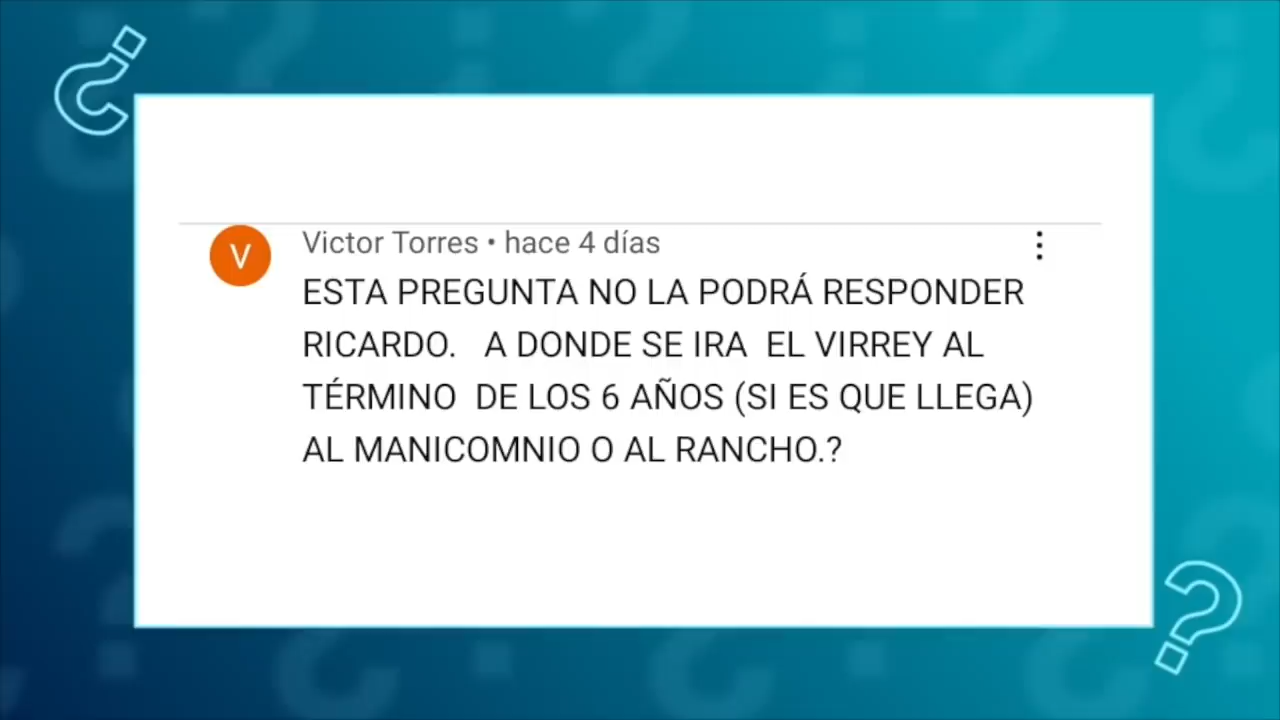 V
Victor Torres • hace 4 días
ESTA PREGUNTA NO LA PODRÁ RESPONDER
RICARDO. A DONDE SE IRA EL VIRREY AL
TÉRMINO DE LOS 6 AÑOS (SI ES QUE LLEGA)
AL MANICOMNIO O AL RANCHO.?